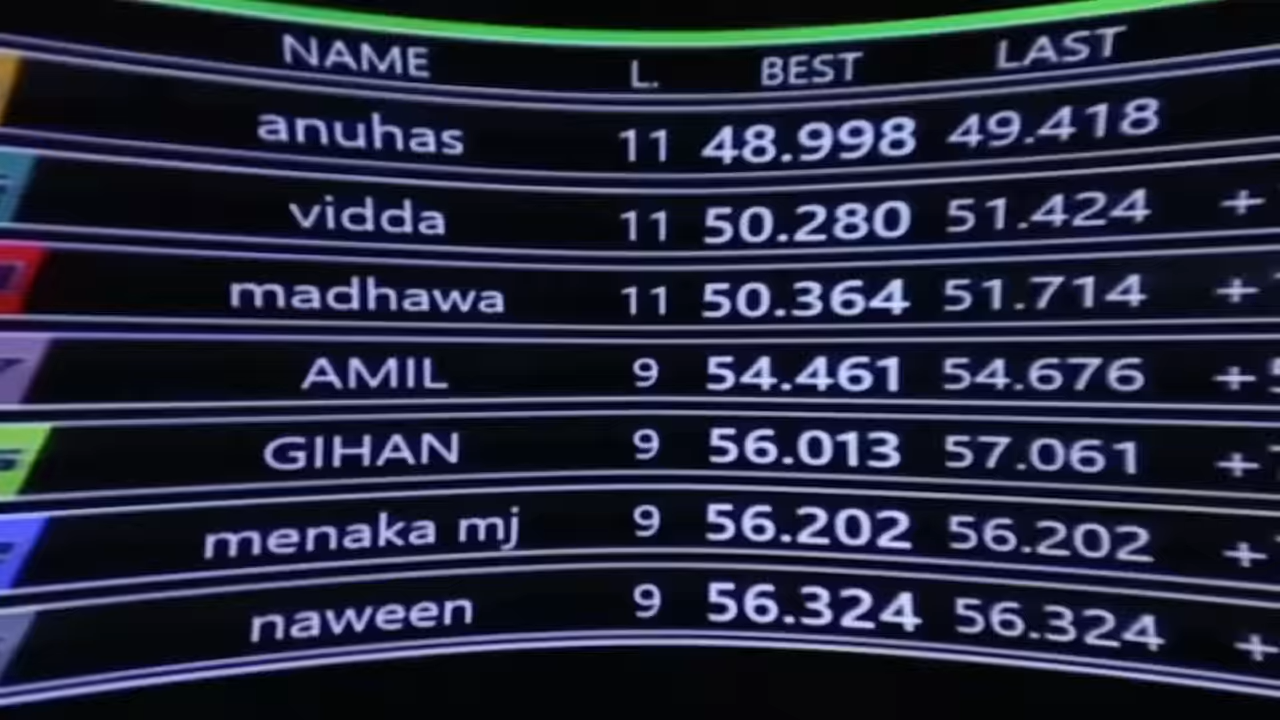 NAME L. BEST LAST
anuhas 11 48.998 49.418
vidda 11 50.280 51.424 +
madhawa 11 50.364 51.714 +
AMIL 9 54.461 54.676 +
GIHAN 9 56.013 57.061 +
menaka mj 9 56.202 56.202 +
naween 9 56.324 56.324 +